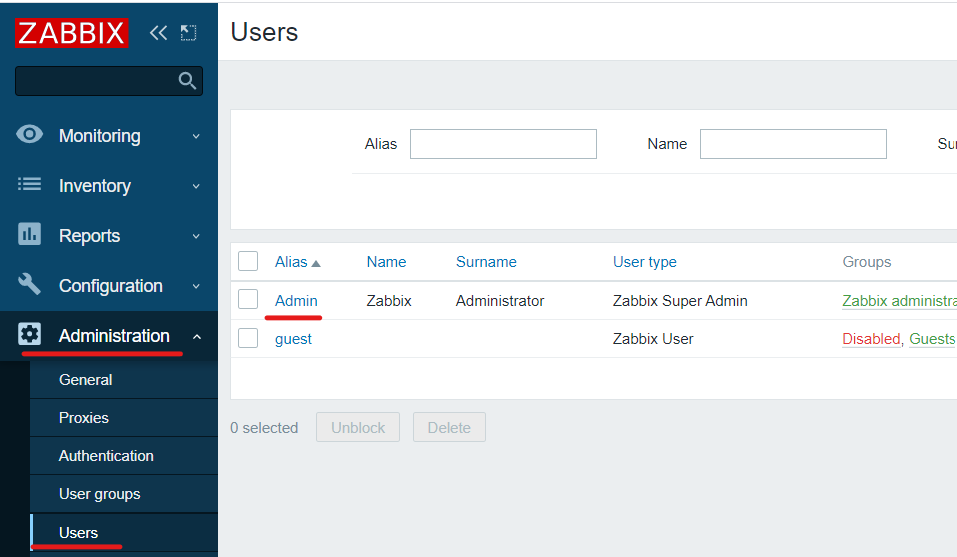 ZABBIX
Monitoring
Inventory
Reports
Configuration
Administration
General
Proxies
Authentication
User groups
Users
Users
Alias Name Su
Alias Name Surname User type Groups
Admin Zabbix Administrator Zabbix Super Admin Zabbix administra
guest Zabbix User Disabled, Guests
0 selected Unblock Delete